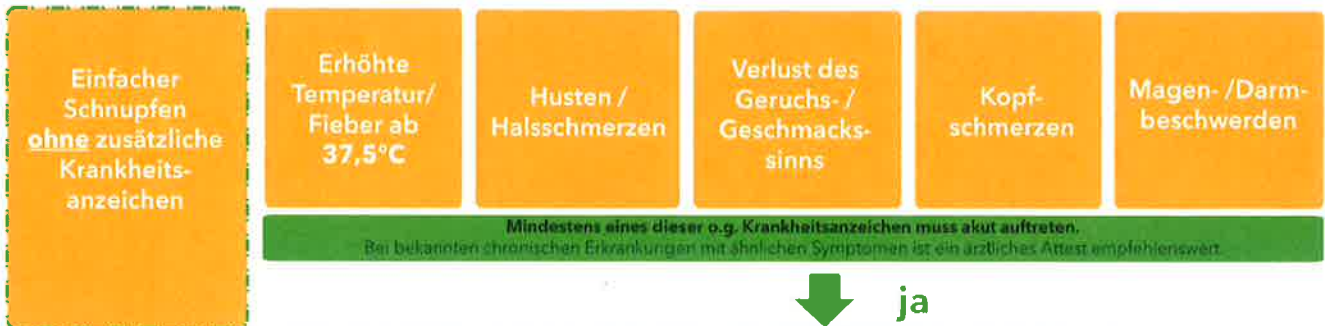 Einfacher
Schnupfen
ohne zusätzliche
Krankheits-
anzeichen
Erhöhte
Temperatur/
Fieber ab
37,5°C
Husten /
Halsschmerzen
Verlust des
Geruchs- /
Geschmacks-
sinns
Kopf-
schmerzen
Magen- /Darm-
beschwerden
Mindestens eines dieser o.g. Krankheitsanzeichen muss akut auftreten.
Bei bekannten chronischen Erkrankungen mit ähnlichen Symptomen ist ein ärztliches Attest empfehlenswert.
ja